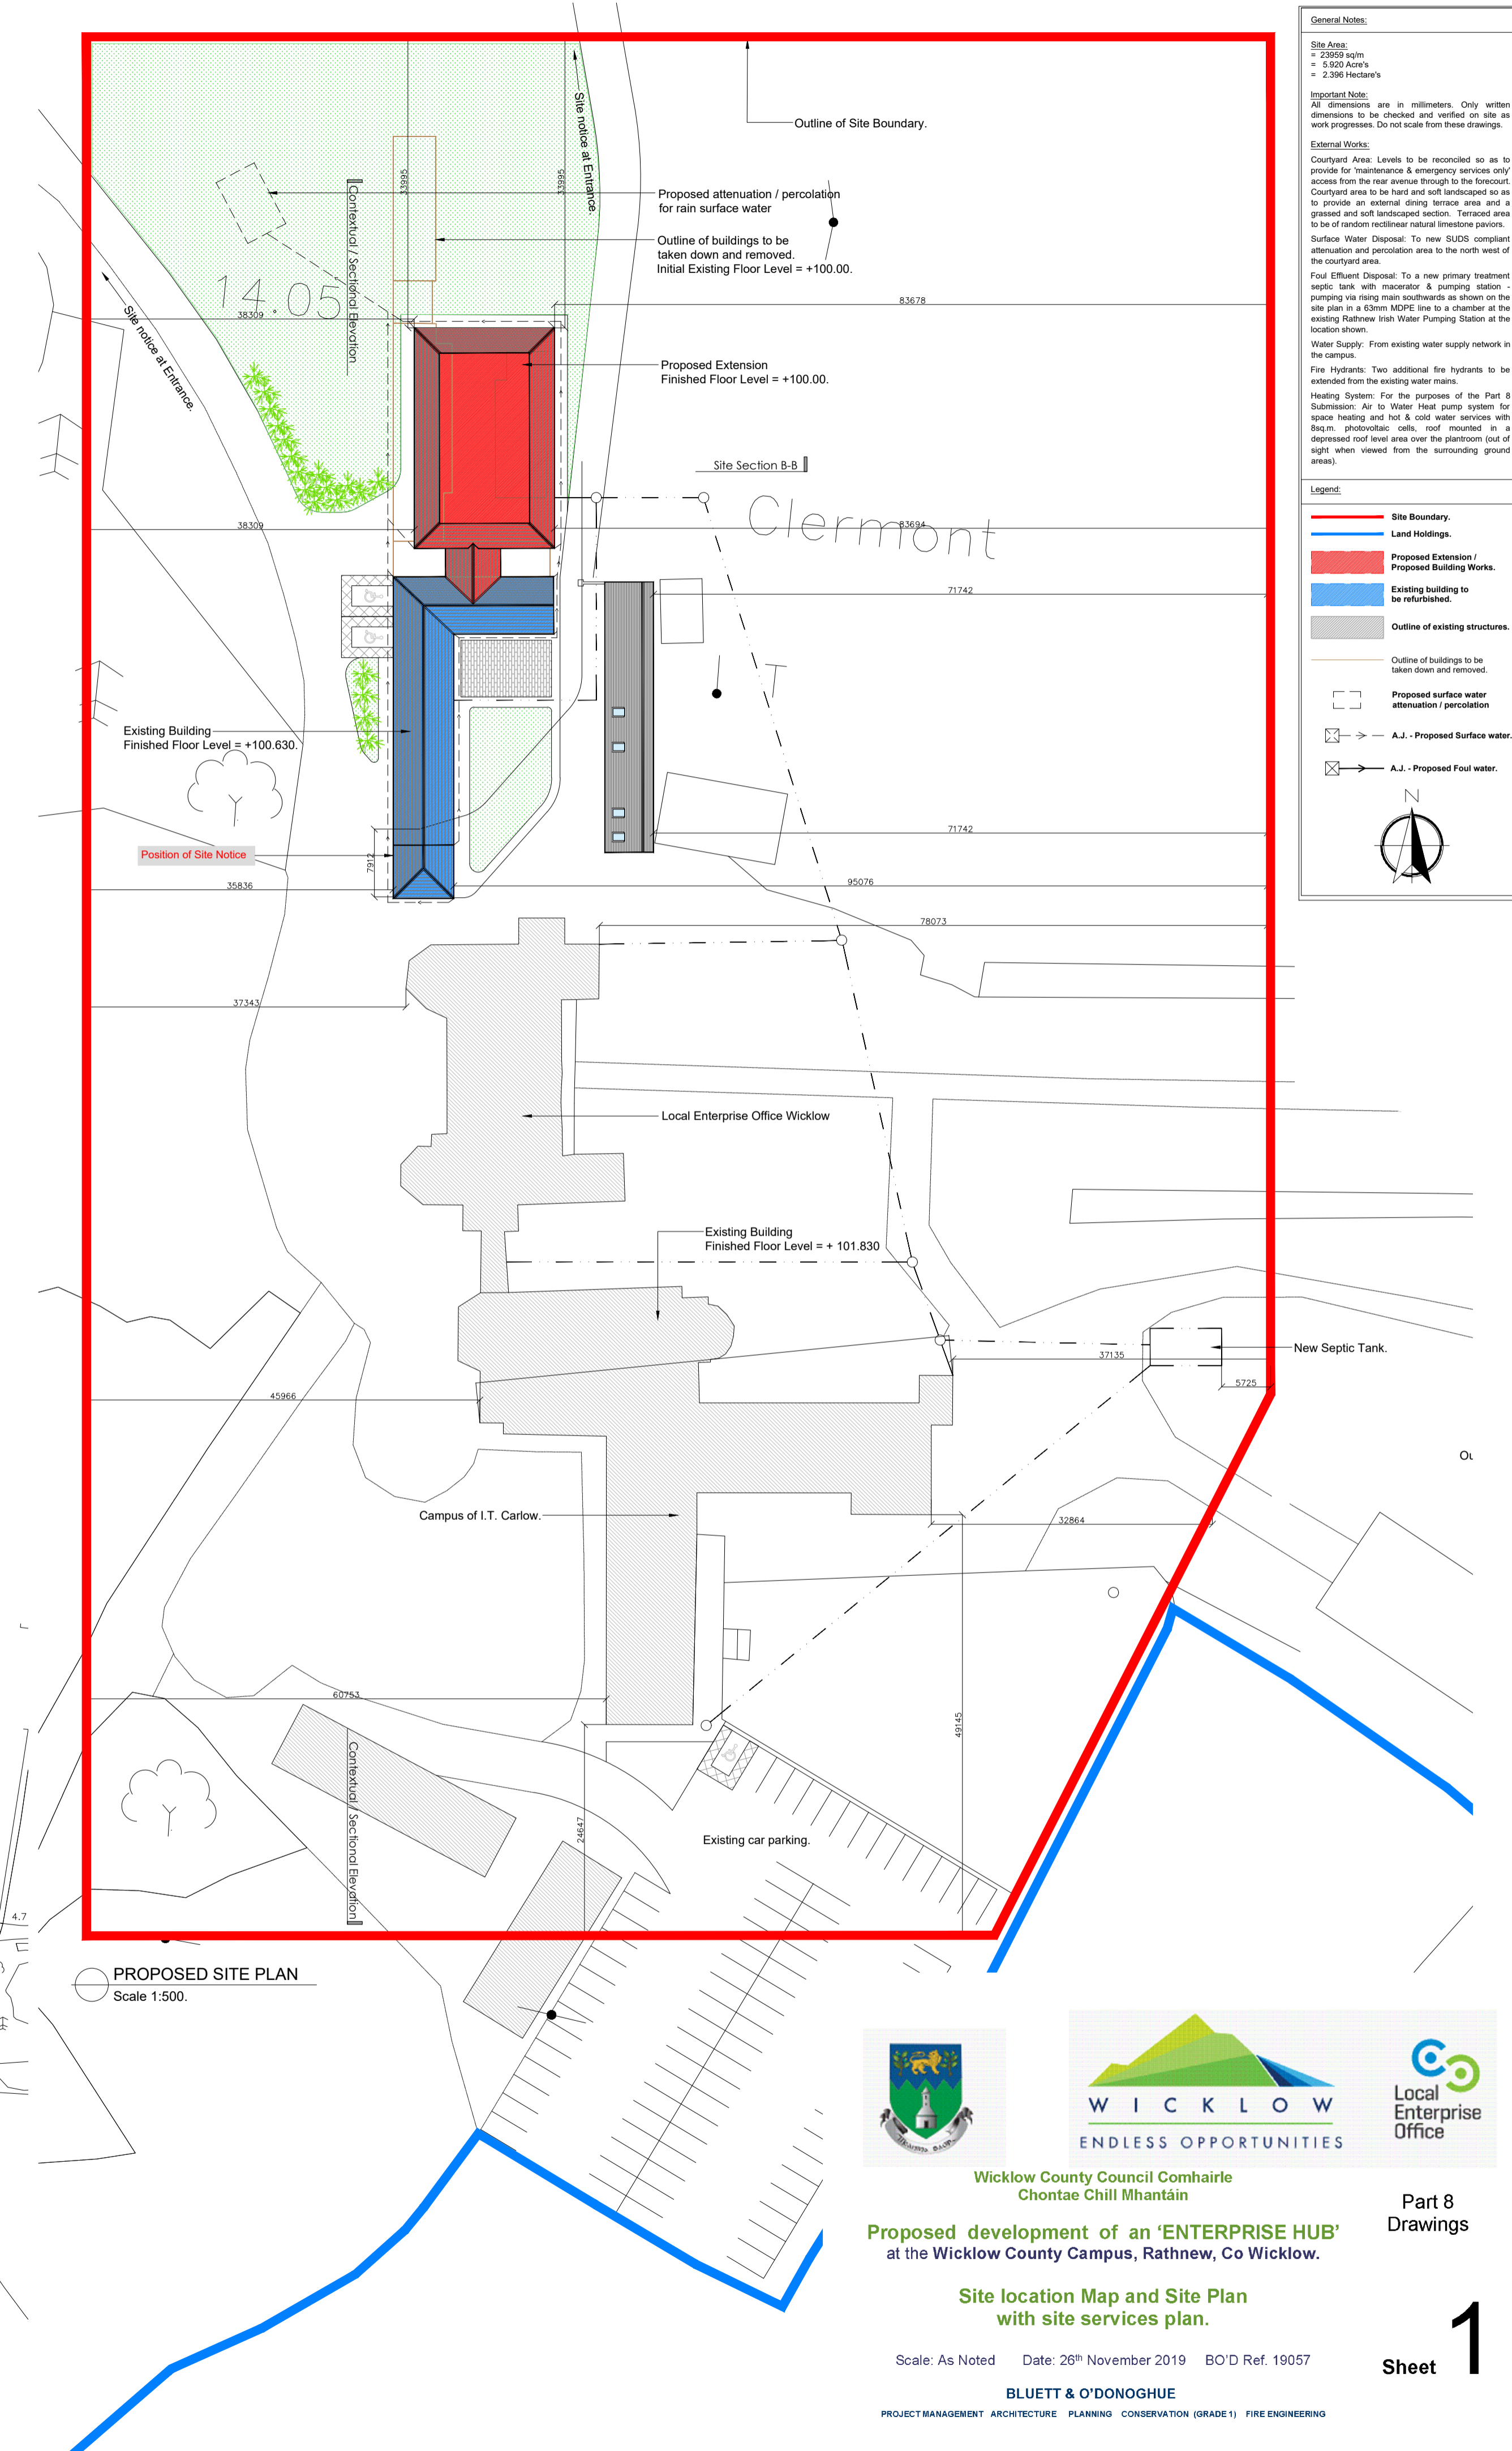 General Notes:
Site Area:
= 23959 sq/m
= 5.920 Acre's
= 2.396 Hectare's
Important Note:
All dimensions are in millimeters. Only written
dimensions to be checked and verified on site as
work progresses. Do not scale from these drawings.
External Works:
Courtyard Area: Levels to be reconciled so as to
provide for 'maintenance & emergency services only'
access from the rear avenue through to the forecourt.
Courtyard area to be hard and soft landscaped so as
to provide an external dining terrace area and a
grassed and soft landscaped section. Terraced area
to be of random rectilinear natural limestone paviors.
Surface Water Disposal: To new SUDS compliant
attenuation and percolation area to the north west of
the courtyard area.
Foul Effluent Disposal: To a new primary treatment
septic tank with macerator & pumping station -
pumping via rising main southwards as shown on the
site plan in a 63mm MDPE line to a chamber at the
existing Rathnew Irish Water Pumping Station at the
location shown.
Water Supply: From existing water supply network in
the campus.
Fire Hydrants: Two additional fire hydrants to be
extended from the existing water mains.
Heating System: For the purposes of the Part 8
Submission: Air to Water Heat pump system for
space heating and hot & cold water services with
8sq.m. photovoltaic cells, roof mounted in a
depressed roof level area over the plantroom (out of
sight when viewed from the surrounding ground
areas).
Legend:
Site Boundary.
Land Holdings.
Proposed Extension /
Proposed Building Works.
Existing building to
be refurbished.
Outline of existing structures.
Outline of buildings to be
taken down and removed.
Proposed surface water
attenuation / percolation
A.J. - Proposed Surface water.
A.J. - Proposed Foul water.
N
Outline of Site Boundary.
Site notice at Entrance.
33995
33995
Proposed attenuation / percolation
for rain surface water
Contextual / Sectional Elevation
Outline of buildings to be
taken down and removed.
Initial Existing Floor Level = +100.00.
14.05
Site notice at Entrance.
83678
38309
Proposed Extension
Finished Floor Level = +100.00.
Site Section B-B
Clermont
38309
83694
71742
T
Existing Building
Finished Floor Level = +100.630.
71742
Position of Site Notice
7912
35836
95076
78073
37343
Local Enterprise Office Wicklow
Existing Building
Finished Floor Level = + 101.830
New Septic Tank.
37135
5725
45966
Ou
Campus of I.T. Carlow.
32864
60753
49145
Contextual / Sectional Elevation
24647
Existing car parking.
4.7
PROPOSED SITE PLAN
Scale 1:500.
WICKLOW
ENDLESS OPPORTUNITIES
Local
Enterprise
Office
Wicklow County Council Comhairle
Chontae Chill Mhantáin
Part 8
Drawings
Proposed development of an ‘ENTERPRISE HUB’
at the Wicklow County Campus, Rathnew, Co Wicklow.
Site location Map and Site Plan
with site services plan.
Scale: As Noted Date: 26th November 2019 BO'D Ref. 19057
Sheet 1
BLUETT & O'DONOGHUE
PROJECT MANAGEMENT ARCHITECTURE PLANNING CONSERVATION (GRADE 1) FIRE ENGINEERING